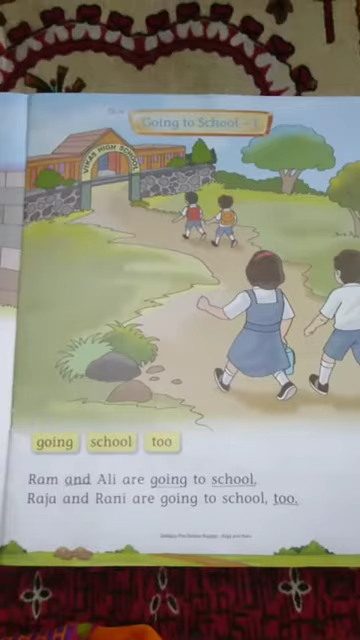 Going to School - 1
VIKAS HIGH SCHOOL
going school too
Ram and Ali are going to school.
Raja and Rani are going to school, too.